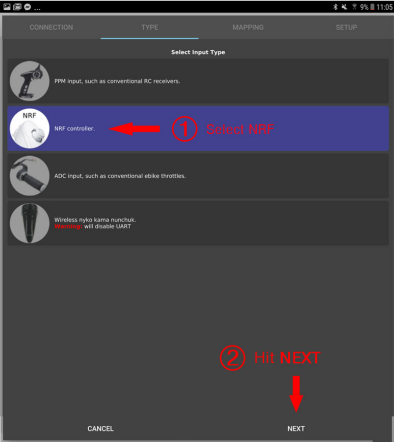 ... 9% 11:05
CONNECTION TYPE MAPPING SETUP
Select Input Type
PPM input, such as conventional RC receivers.
NRF
NRF controller.
1 Select NRF
ADC input, such as conventional ebike throttles.
Wireless nyko kama nunchuk.
Warning: will disable UART
2 Hit NEXT
CANCEL NEXT